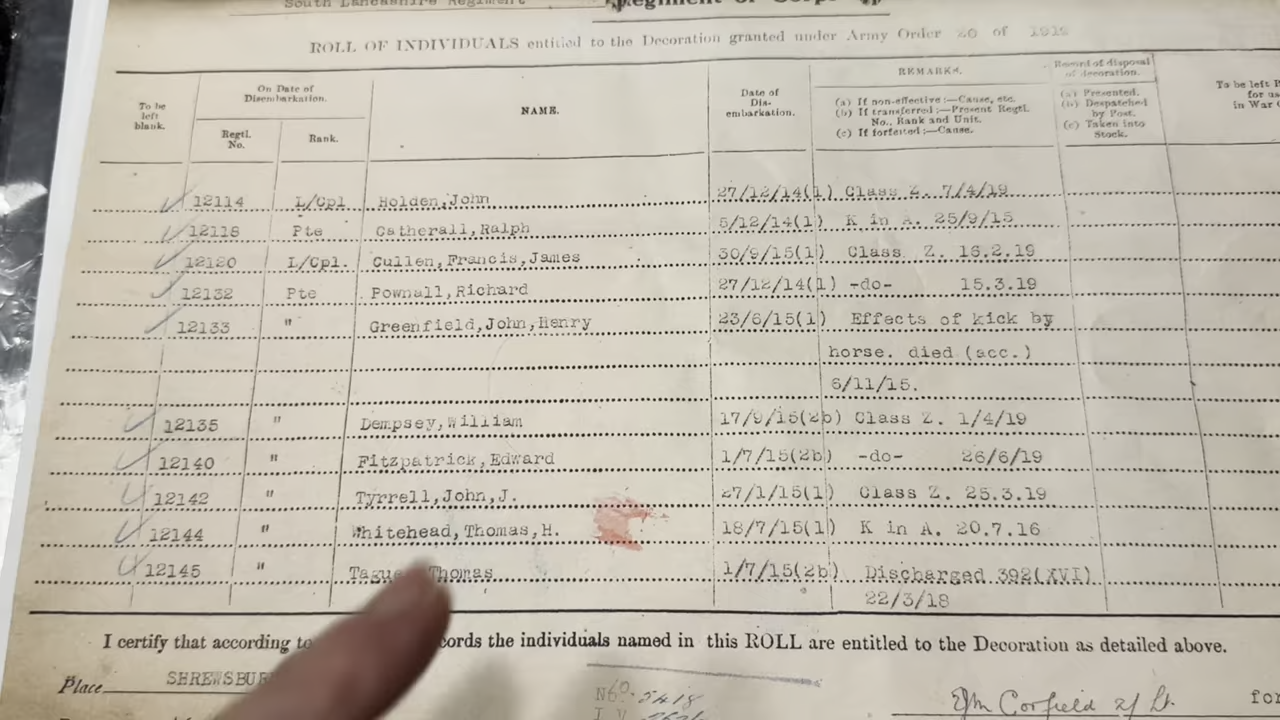 South Lancashire Regiment
Regiment or Corps
ROLL OF INDIVIDUALS entitled to the Decoration granted under Army Order 20 of 1919
To be left blank.
On Date of Disembarkation.
Regtl. No.
Rank.
NAME.
Date of Disembarkation.
REMARKS.
(a) If non-effective:—Cause, etc.
(b) If transferred:—Present Regtl. No., Rank and Unit.
(c) If forfeited:—Cause.
Record of disposal of decoration.
(a) Presented.
(b) Despatched by Post.
(c) Taken into Stock.
To be left
for us
in War
12114 L/Cpl Holden,John 27/12/14(1) Class Z. 7/4/19
12118 Pte Catherall,Ralph 5/12/14(1) K in A. 25/9/15
12120 L/Cpl. Cullen,Francis,James 30/9/15(1) Class Z. 16.2.19
12132 Pte Pownall,Richard 27/12/14(1) -do- 15.3.19
12133 " Greenfield,John,Henry 23/6/15(1) Effects of kick by
horse. died (acc.)
6/11/15.
12135 " Dempsey,William 17/9/15(2b) Class Z. 1/4/19
12140 " Fitzpatrick,Edward 1/7/15(2b) -do- 26/6/19
12142 " Tyrrell,John,J. 27/1/15(1) Class Z. 25.3.19
12144 " Whitehead,Thomas,H. 18/7/15(1) K in A. 20.7.16
12145 " Thomas 1/7/15(2b) Discharged 392(XVI)
22/3/18
I certify that according to records the individuals named in this ROLL are entitled to the Decoration as detailed above.
Place SHREWSBUR
Corfield 2/Lt. for